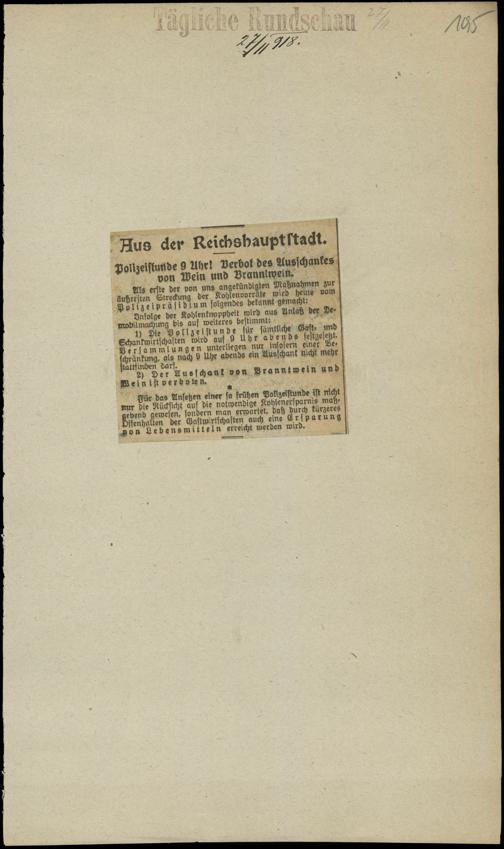 Tägliche Rundschau
27/11
195
27/11 918.
Aus der Reichshauptstadt.
Polizeistunde 9 Uhr! Verbot des Ausschankes
von Wein und Branntwein.
Als erste der von uns angekündigten Maßnahmen zur
äußersten Streckung der Kohlenvorräte wird heute vom
Polizeipräsidium folgendes bekannt gemacht:
Infolge der Kohlenknappheit wird aus Anlaß der De-
mobilmachung bis auf weiteres bestimmt:
1) Die Polizeistunde für sämtliche Gast- und
Schankwirtschaften wird auf 9 Uhr abends festgesetzt.
Versammlungen unterliegen nur insofern einer Be-
schränkung, als nach 9 Uhr abends ein Ausschank nicht mehr
stattfinden darf.
2) Der Ausschank von Branntwein und
Wein ist verboten.
*
Für das Ansetzen einer so frühen Polizeistunde ist nicht
nur die Rücksicht auf die notwendige Kohlenersparnis maß-
gebend gewesen, sondern man erwartet, daß durch kürzeres
Offenhalten der Gastwirtschaften auch eine Ersparung
von Lebensmitteln erreicht werden wird.